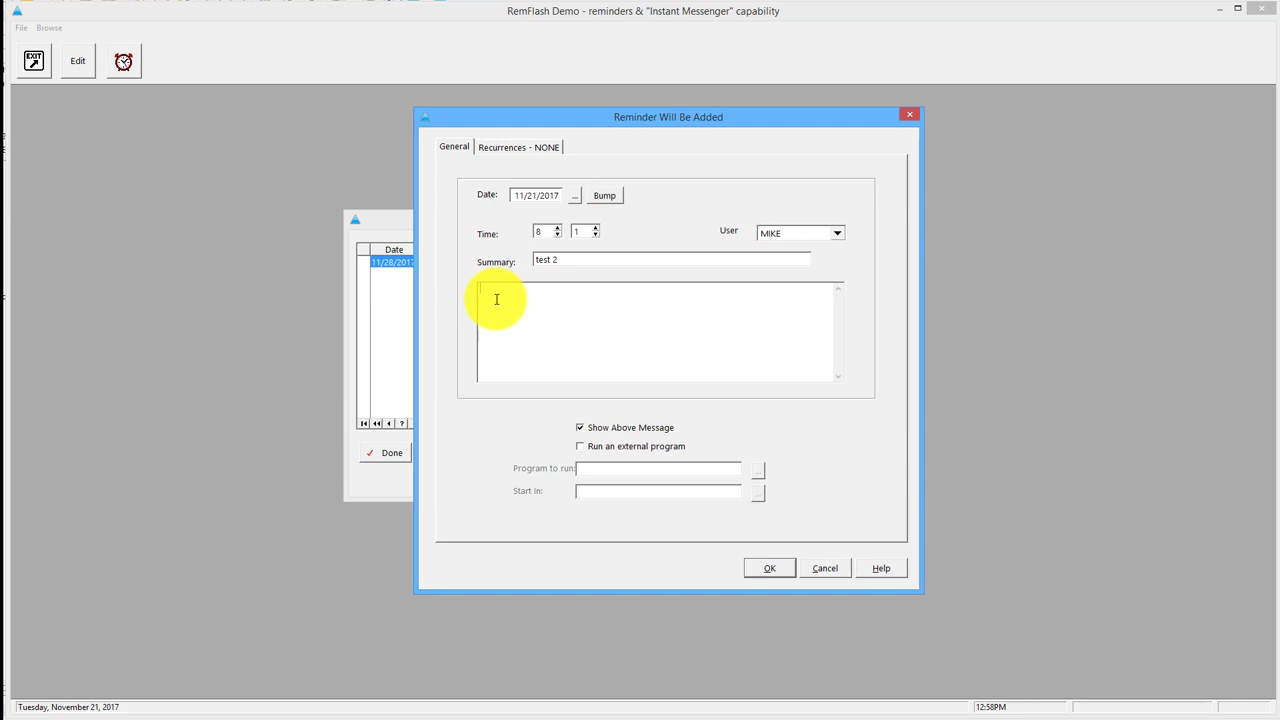 RemFlash Demo - reminders & "Instant Messenger" capability
File Browse
EXIT Edit
Reminder Will Be Added
General Recurrences - NONE
Date: 11/21/2017 ... Bump
Time: 8 1 User MIKE
Summary: test 2
Date
11/28/2017
?
Done
Show Above Message
Run an external program
Program to run: ...
Start in: ...
OK Cancel Help
Tuesday, November 21, 2017 12:58PM